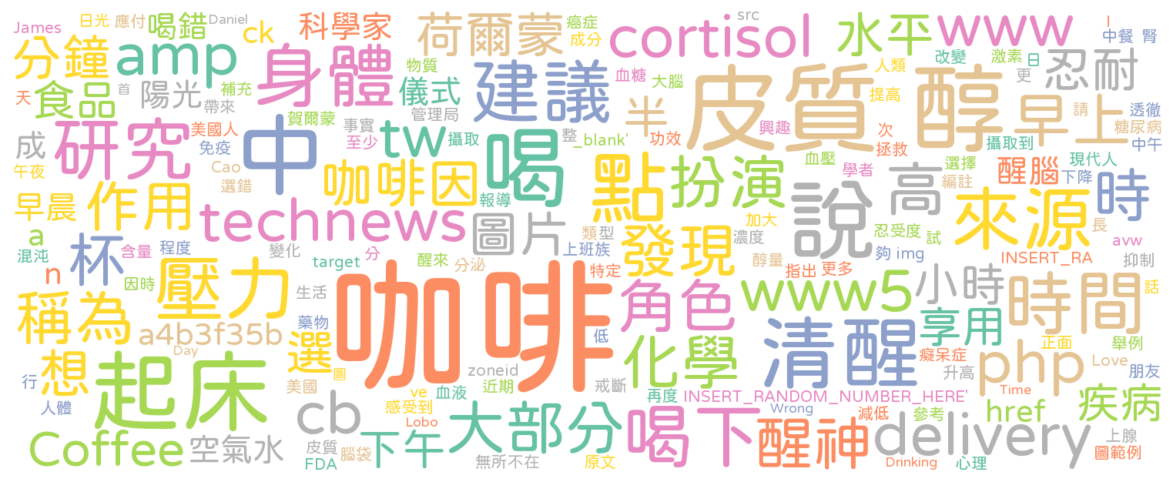 James
日光
應付
喝錯
Daniel
ck
科學家
荷爾蒙
癌症
成分
cortisol
src
水平
www
I
中餐
腎
分鐘
amp
身體
物質
建議
血糖
大腦
皮質醇
人類
提高
改變
激素
日
更
忍耐
天
食品
陽光
補充
首
帶來
儀式
管理局
半
早上
請
透徹
糖尿病
中午
成
研究
美國人
免疫
中
賀爾蒙
事實
至少
tw
攝取
喝
整
_blank'
功效
興趣
次
拯救
攝取到
現代人
下降
午夜
Cao
選錯
咖啡因
報導
點
扮演
血壓
說
學者
高
選擇
編註
醒腦
時
早晨
作用
technews
圖片
類型
加大
濃度
發現
忍受度
試
來源
長
a
混沌
杯
含量
程度
變化
分
上班族
夠
img
avw
抑制
INSERT_RA
n
因時
壓力
target
醒來
分泌
特定
醇量
指出
更多
話
稱為
生活
咖啡
角色
www5
小時
時間
a4b3f35b
藥物
低
享用
正面
舉例
Day
想
選
圖
zoneid
化學
清醒
癡呆症
php
Love
朋友
行
起床
美國
ve
血液
近期
戒斷
升高
人體
cb
感受到
再度
INSERT_RANDOM_NUMBER_HERE'
Time
疾病
Lobo
大部分
Wrong
減低
參考
href
Coffee
空氣水
皮質
腦袋
下午
喝下
醒神
delivery
上腺
圖範例
FDA
無所不在
原文
Drinking
心理